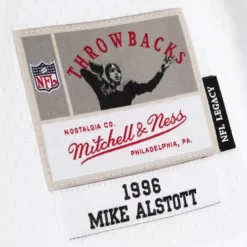 THROWBACKS
NFL
NOSTALGIA CO.
Mitchell & Ness
PHILADELPHIA, PA.
NFL LEGACY
1996
MIKE ALSTOTT